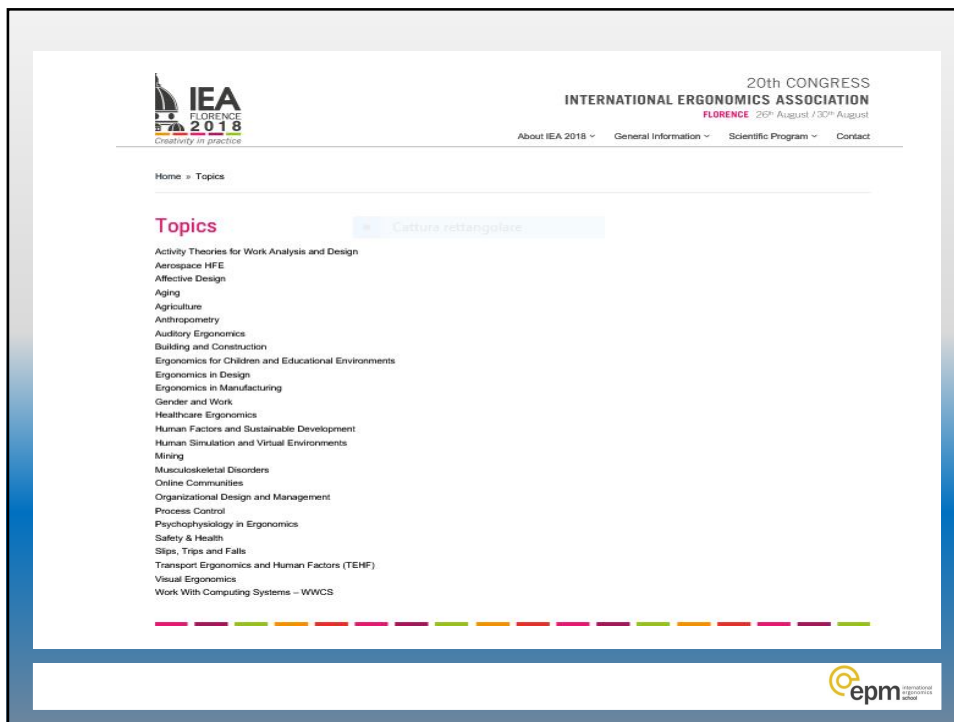 IEA
FLORENCE
2018
Creativity in practice
20th CONGRESS
INTERNATIONAL ERGONOMICS ASSOCIATION
FLORENCE 26th August / 30th August
About IEA 2018 General Information Scientific Program Contact
Home » Topics
Topics
Cattura rettangolare
Activity Theories for Work Analysis and Design
Aerospace HFE
Affective Design
Aging
Agriculture
Anthropometry
Auditory Ergonomics
Building and Construction
Ergonomics for Children and Educational Environments
Ergonomics in Design
Ergonomics in Manufacturing
Gender and Work
Healthcare Ergonomics
Human Factors and Sustainable Development
Human Simulation and Virtual Environments
Mining
Musculoskeletal Disorders
Online Communities
Organizational Design and Management
Process Control
Psychophysiology in Ergonomics
Safety & Health
Slips, Trips and Falls
Transport Ergonomics and Human Factors (TEHF)
Visual Ergonomics
Work With Computing Systems – WWCS
epm
international
ergonomics
school